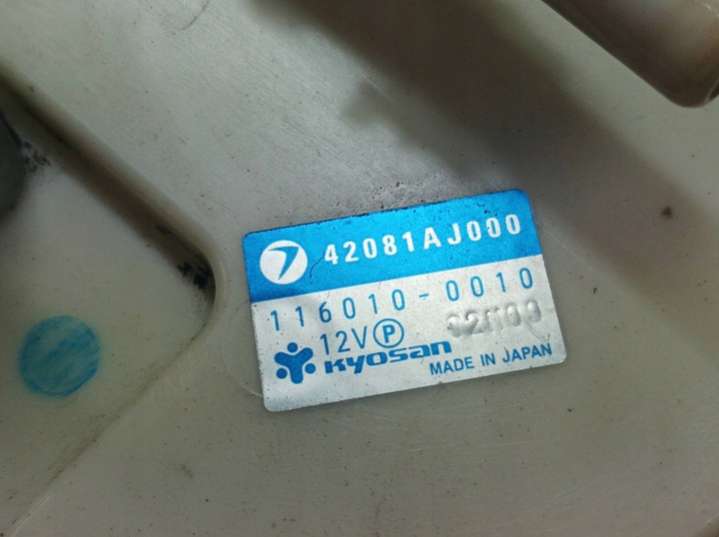 42081AJ000
116010-0010
12V P
KYOSAN
MADE IN JAPAN